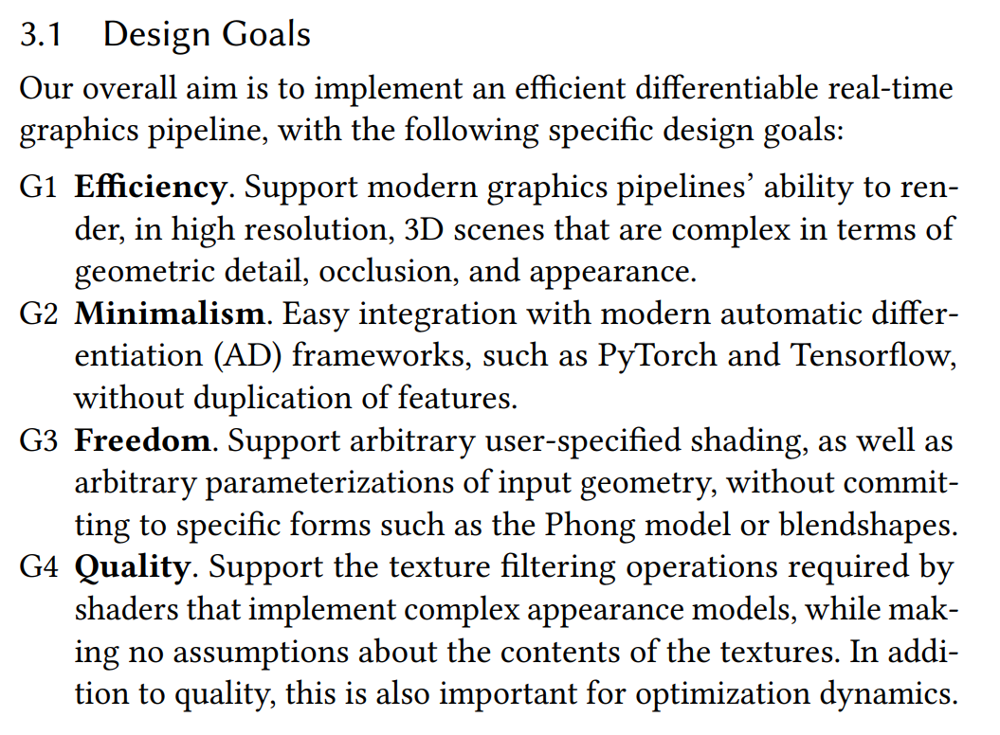 3.1 Design Goals
Our overall aim is to implement an efficient differentiable real-time
graphics pipeline, with the following specific design goals:
G1 Efficiency. Support modern graphics pipelines’ ability to ren-
der, in high resolution, 3D scenes that are complex in terms of
geometric detail, occlusion, and appearance.
G2 Minimalism. Easy integration with modern automatic differ-
entiation (AD) frameworks, such as PyTorch and Tensorflow,
without duplication of features.
G3 Freedom. Support arbitrary user-specified shading, as well as
arbitrary parameterizations of input geometry, without commit-
ting to specific forms such as the Phong model or blendshapes.
G4 Quality. Support the texture filtering operations required by
shaders that implement complex appearance models, while mak-
ing no assumptions about the contents of the textures. In addi-
tion to quality, this is also important for optimization dynamics.